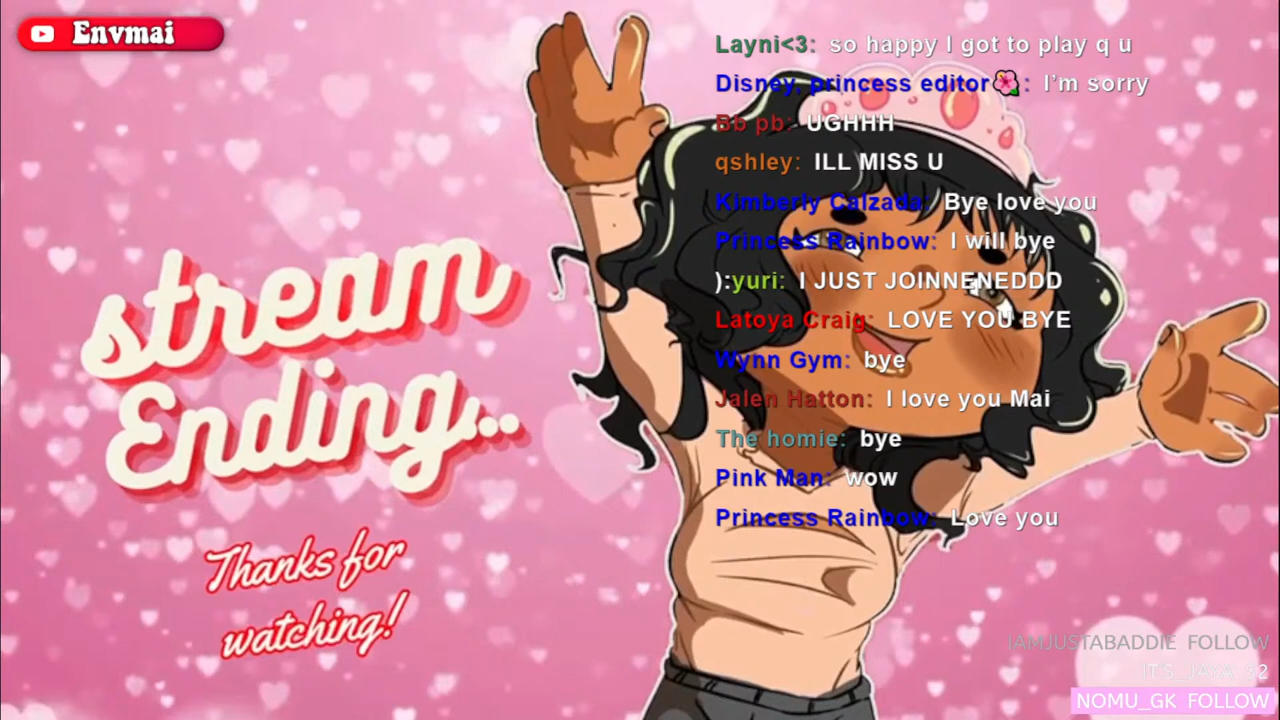 Envmai
stream
Ending...
Thanks for
watching!
Layni<3: so happy I got to play q u
Disney, princess editor🌺: I'm sorry
Bb pb: UGHHH
qshley: ILL MISS U
Kimberly Calzada: Bye love you
Princess Rainbow: I will bye
):yuri: I JUST JOINNENEDDD
Latoya Craig: LOVE YOU BYE
Wynn Gym: bye
Jalen Hatton: I love you Mai
The homie: bye
Pink Man: wow
Princess Rainbow: Love you
IAMJUSTABADDIE FOLLOW
NOMU_GK FOLLOW